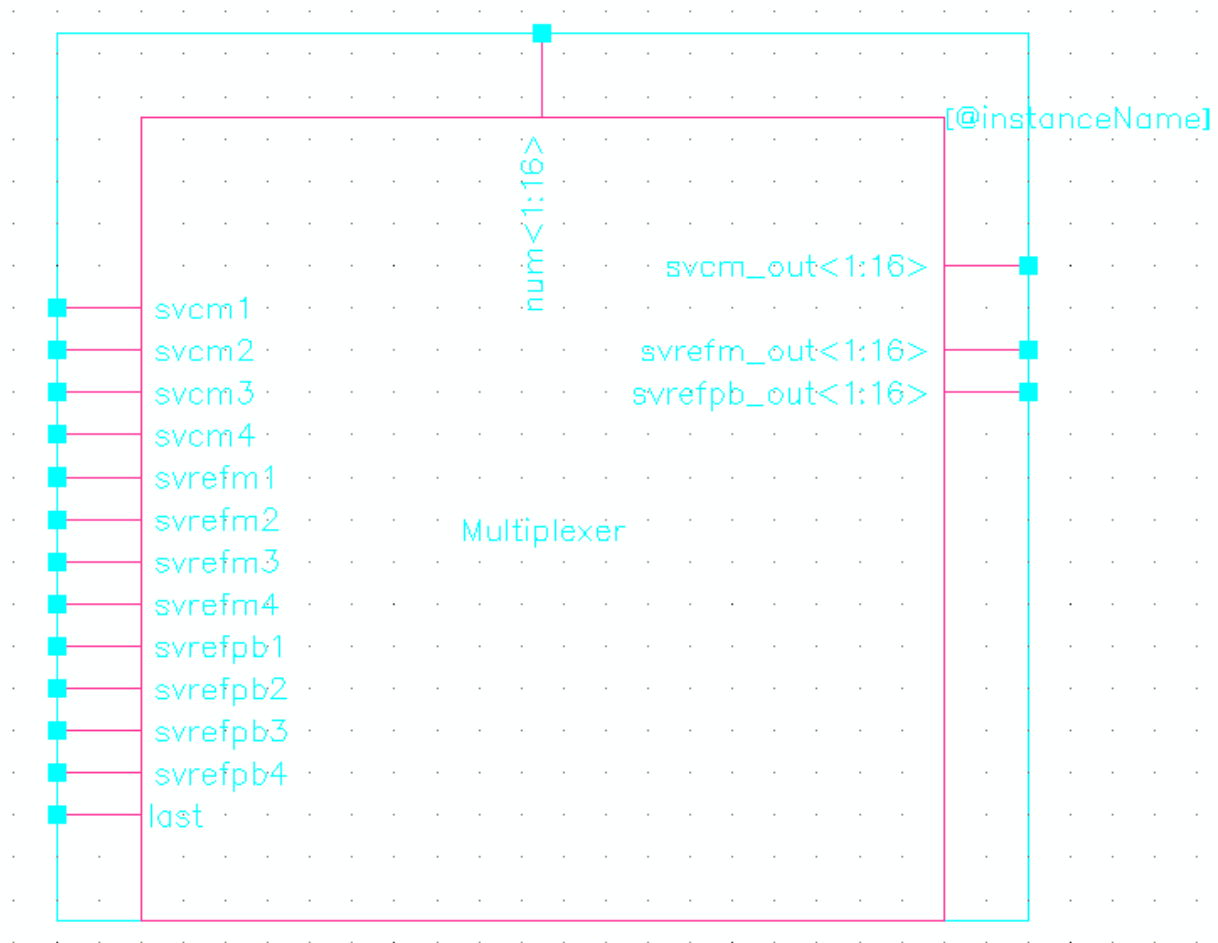 [@instanceName]
num<1:16>
svcm_out<1:16>
svcm1
svcm2
svrefm_out<1:16>
svcm3
svrefpb_out<1:16>
svcm4
svrefm1
svrefm2
Multiplexer
svrefm3
svrefm4
svrefpb1
svrefpb2
svrefpb3
svrefpb4
last